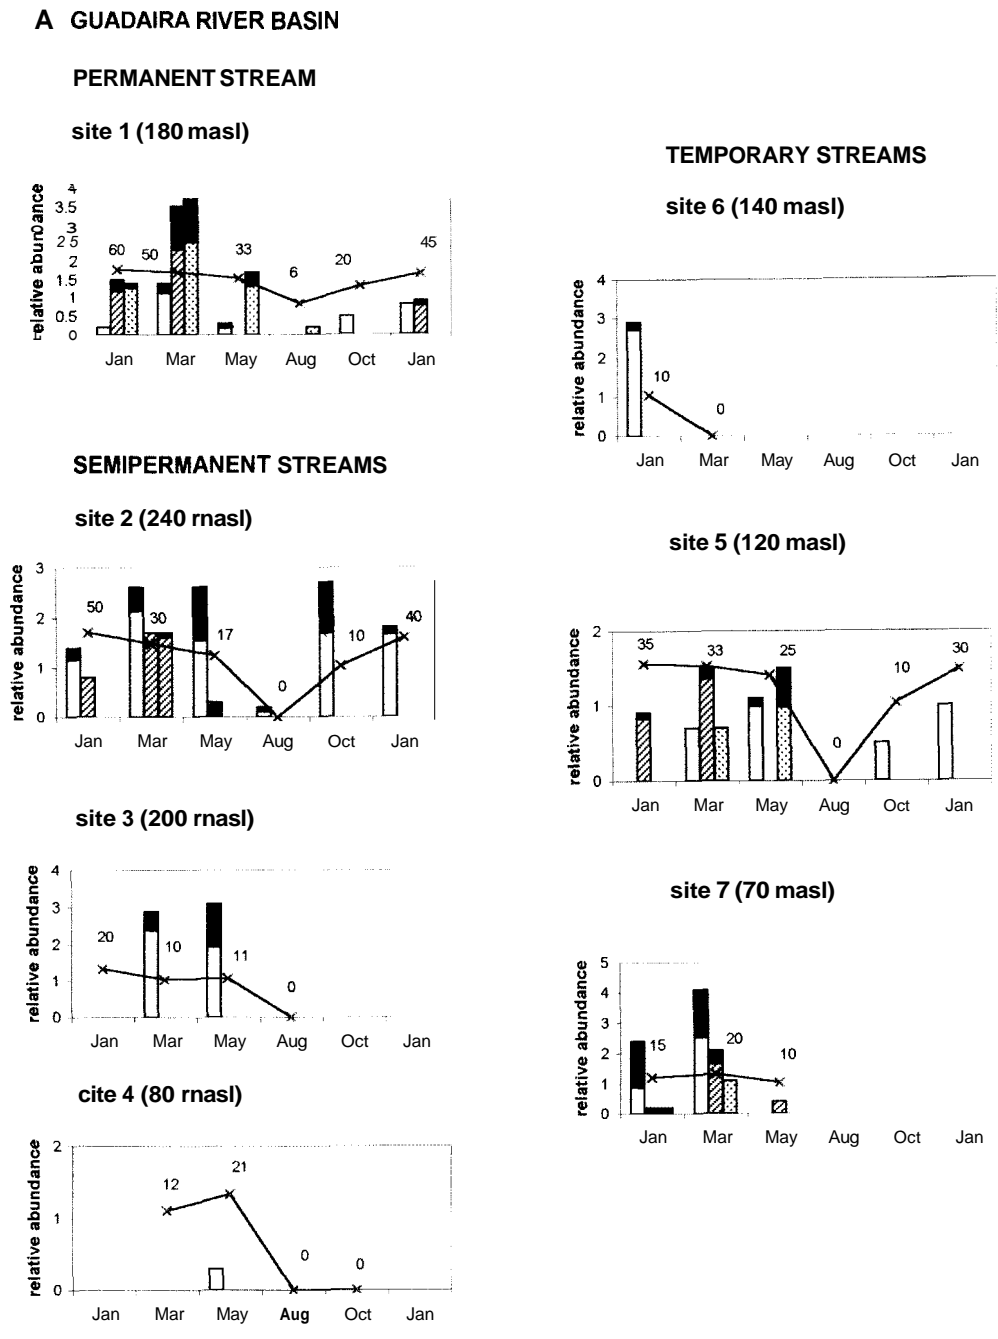 A GUADAIRA RIVER BASIN
PERMANENT STREAM
site 1 (180 masl)
relative abun0ance
4
3.5
3
2 5
2
1.5
1
0.5
0
60
50
33
6
20
45
Jan Mar May Aug Oct Jan
SEMIPERMANENT STREAMS
site 2 (240 rnasl)
relative abundance
3
2
1
0
50
30
17
0
10
40
Jan Mar May Aug Oct Jan
site 3 (200 rnasl)
relative abundance
4
3
2
1
0
20
10
11
0
Jan Mar May Aug Oct Jan
cite 4 (80 rnasl)
relative abundance
2
1
0
12
21
0
0
Jan Mar May Aug Oct Jan
TEMPORARY STREAMS
site 6 (140 masl)
relative abundance
4
3
2
1
0
10
0
Jan Mar May Aug Oct Jan
site 5 (120 masl)
relative abundance
2
1
0
35
33
25
0
10
30
Jan Mar May Aug Oct Jan
site 7 (70 masl)
relative abundance
5
4
3
2
1
0
15
20
10
Jan Mar May Aug Oct Jan